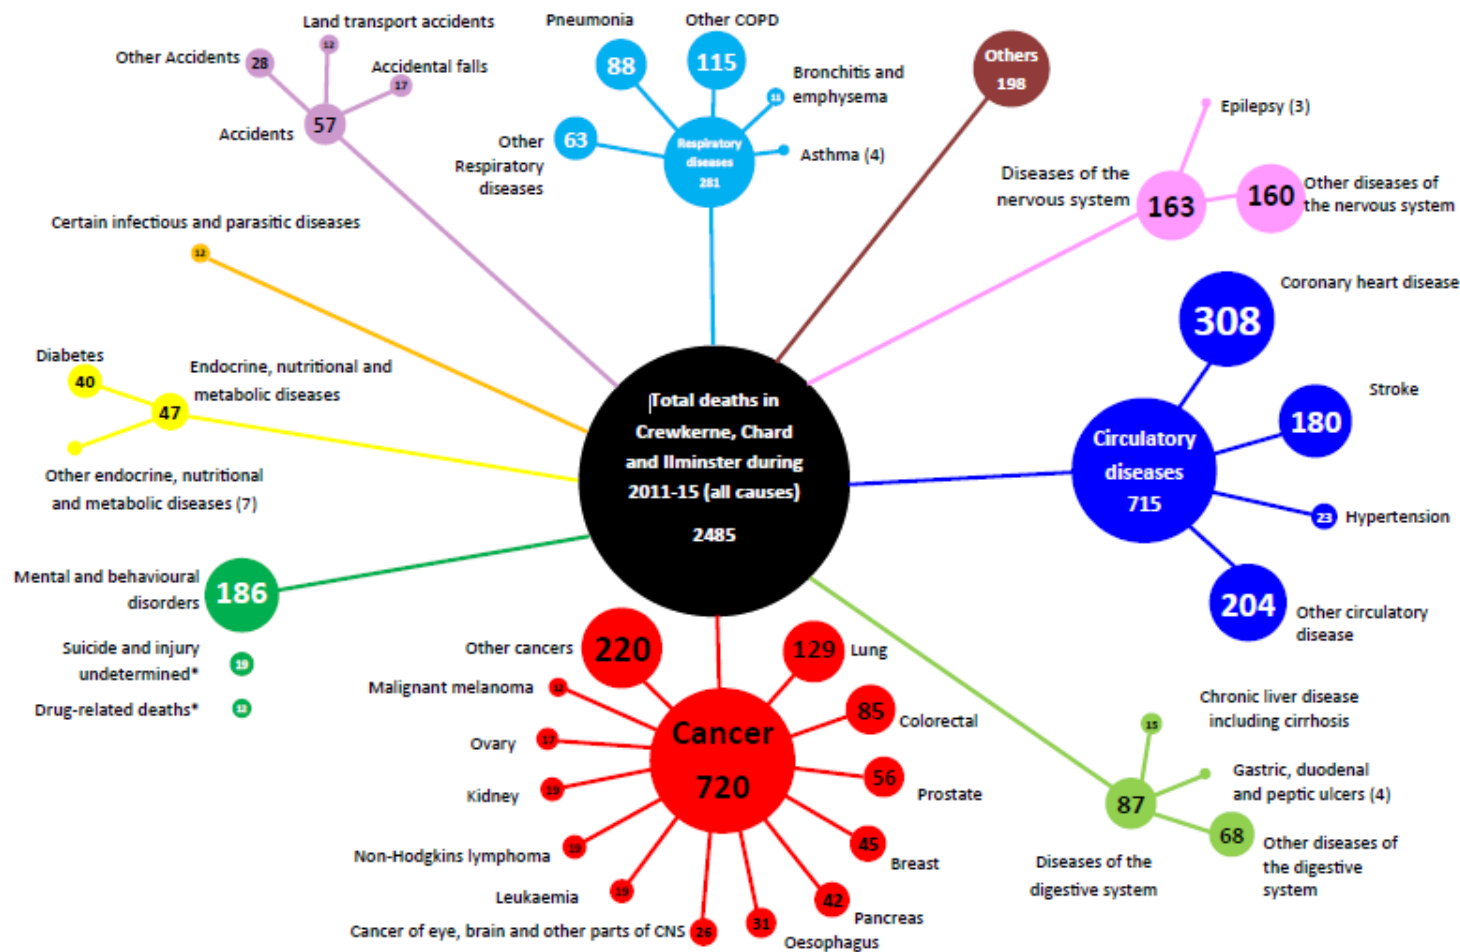 Land transport accidents
12
Other Accidents
28
Accidental falls
17
Accidents
57
Pneumonia
88
Other COPD
115
Bronchitis and
emphysema
11
Other
Respiratory
diseases
63
Respiratory
diseases
281
Asthma (4)
Others
198
Epilepsy (3)
Diseases of the
nervous system
163
160
Other diseases of
the nervous system
Certain infectious and parasitic diseases
12
Diabetes
40
Endocrine, nutritional and
metabolic diseases
47
Other endocrine, nutritional
and metabolic diseases (7)
Total deaths in
Crewkerne, Chard
and Ilminster during
2011-15 (all causes)
2485
Coronary heart disease
308
Stroke
180
Circulatory
diseases
715
23
Hypertension
204
Other circulatory
disease
Mental and behavioural
disorders
186
Suicide and injury
undetermined*
19
Drug-related deaths*
12
Other cancers
220
129
Lung
Malignant melanoma
12
85
Colorectal
Cancer
720
Ovary
17
56
Prostate
Kidney
19
45
Breast
Non-Hodgkins lymphoma
19
Leukaemia
19
42
Pancreas
Cancer of eye, brain and other parts of CNS
26
31
Oesophagus
Chronic liver disease
including cirrhosis
15
Gastric, duodenal
and peptic ulcers (4)
87
68
Other diseases of
the digestive
system
Diseases of the
digestive system